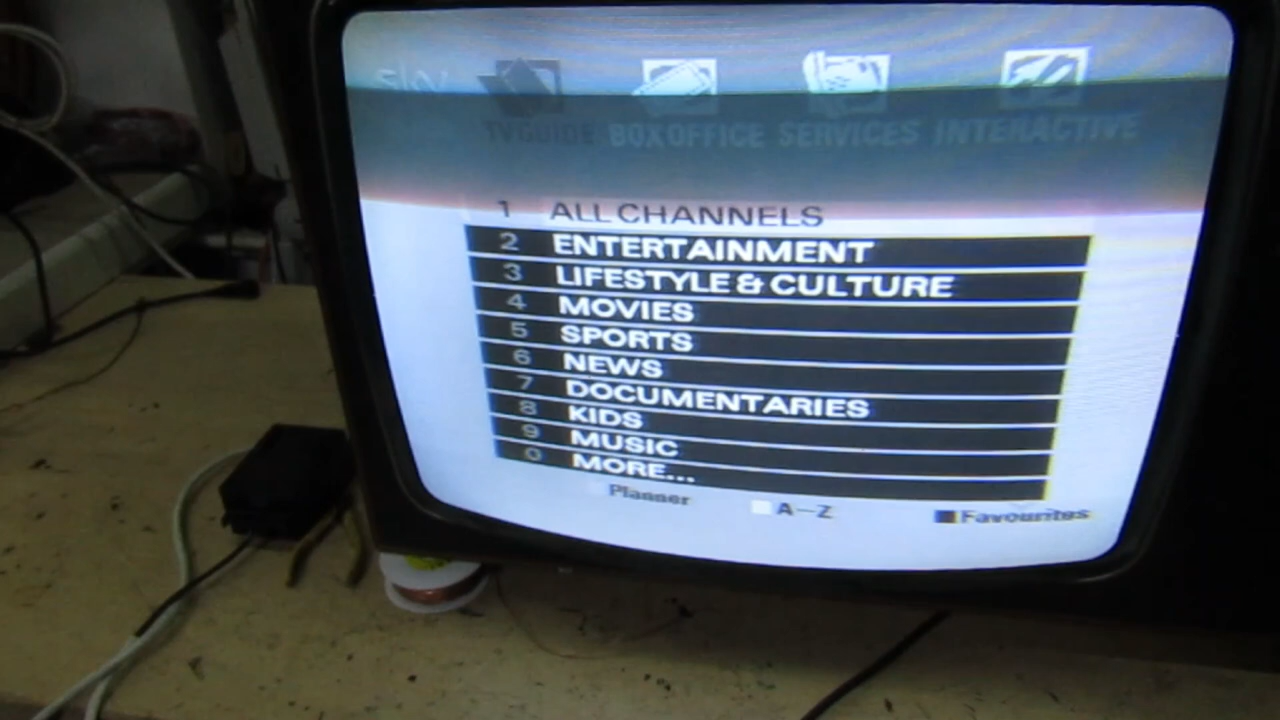 sky
TV GUIDE BOX OFFICE SERVICES INTERACTIVE
1 ALL CHANNELS
2 ENTERTAINMENT
3 LIFESTYLE & CULTURE
4 MOVIES
5 SPORTS
6 NEWS
7 DOCUMENTARIES
8 KIDS
9 MUSIC
0 MORE...
Planner A-Z Favourites